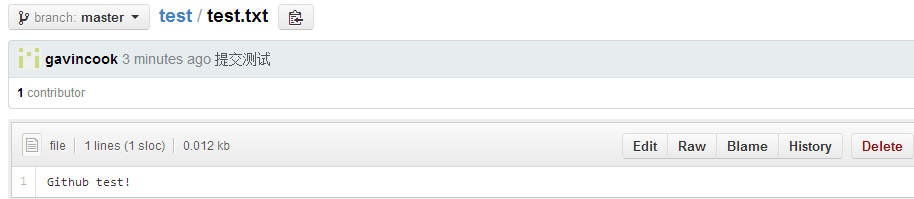 branch: master test / test.txt
gavincook 3 minutes ago 提交测试
1 contributor
file 1 lines (1 sloc) 0.012 kb Edit Raw Blame History Delete
1 Github test!